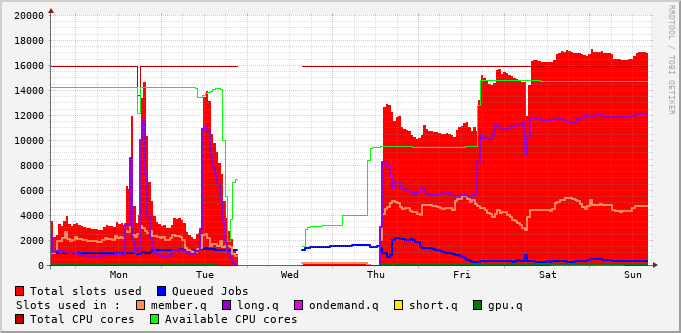 20000
18000
16000
14000
12000
10000
8000
6000
4000
2000
0
Mon Tue Wed Thu Fri Sat Sun
RRDTOOL / TOBI OETIKER
Total slots used Queued Jobs
Slots used in : member.q long.q ondemand.q short.q gpu.q
Total CPU cores Available CPU cores